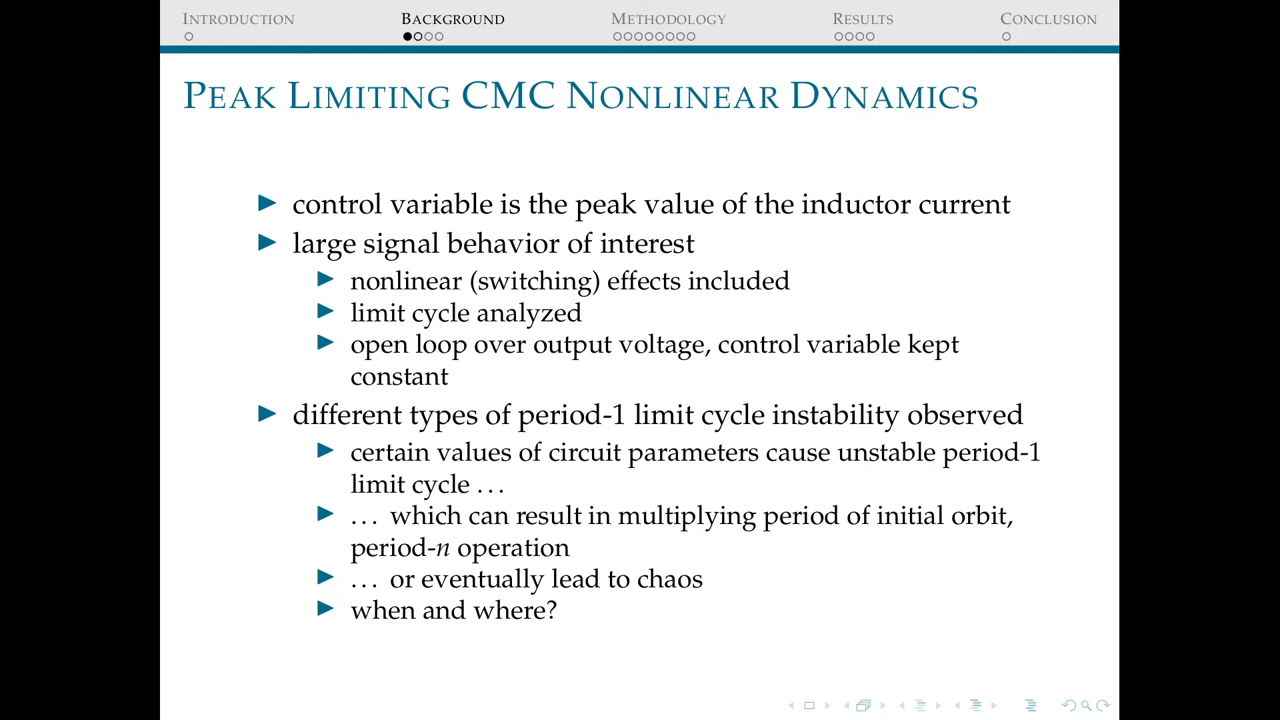 INTRODUCTION BACKGROUND METHODOLOGY RESULTS CONCLUSION
PEAK LIMITING CMC NONLINEAR DYNAMICS
control variable is the peak value of the inductor current
large signal behavior of interest
nonlinear (switching) effects included
limit cycle analyzed
open loop over output voltage, control variable kept
constant
different types of period-1 limit cycle instability observed
certain values of circuit parameters cause unstable period-1
limit cycle ...
... which can result in multiplying period of initial orbit,
period-n operation
... or eventually lead to chaos
when and where?